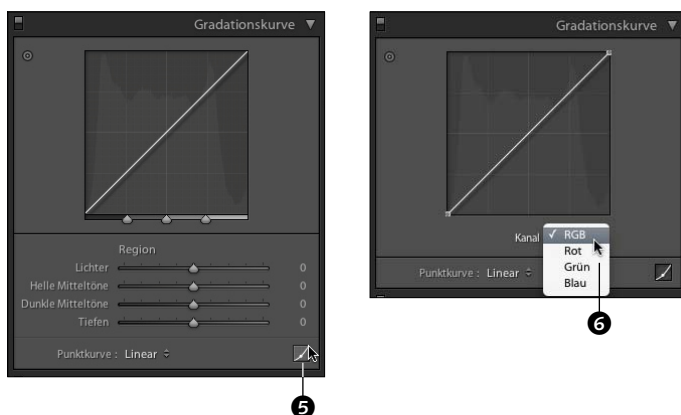 Gradationskurve
Region
Lichter 0
Helle Mitteltöne 0
Dunkle Mitteltöne 0
Tiefen 0
Punktkurve : Linear
5
Gradationskurve
Kanal ✓ RGB
Rot
Grün
Blau
Punktkurve : Linear
6